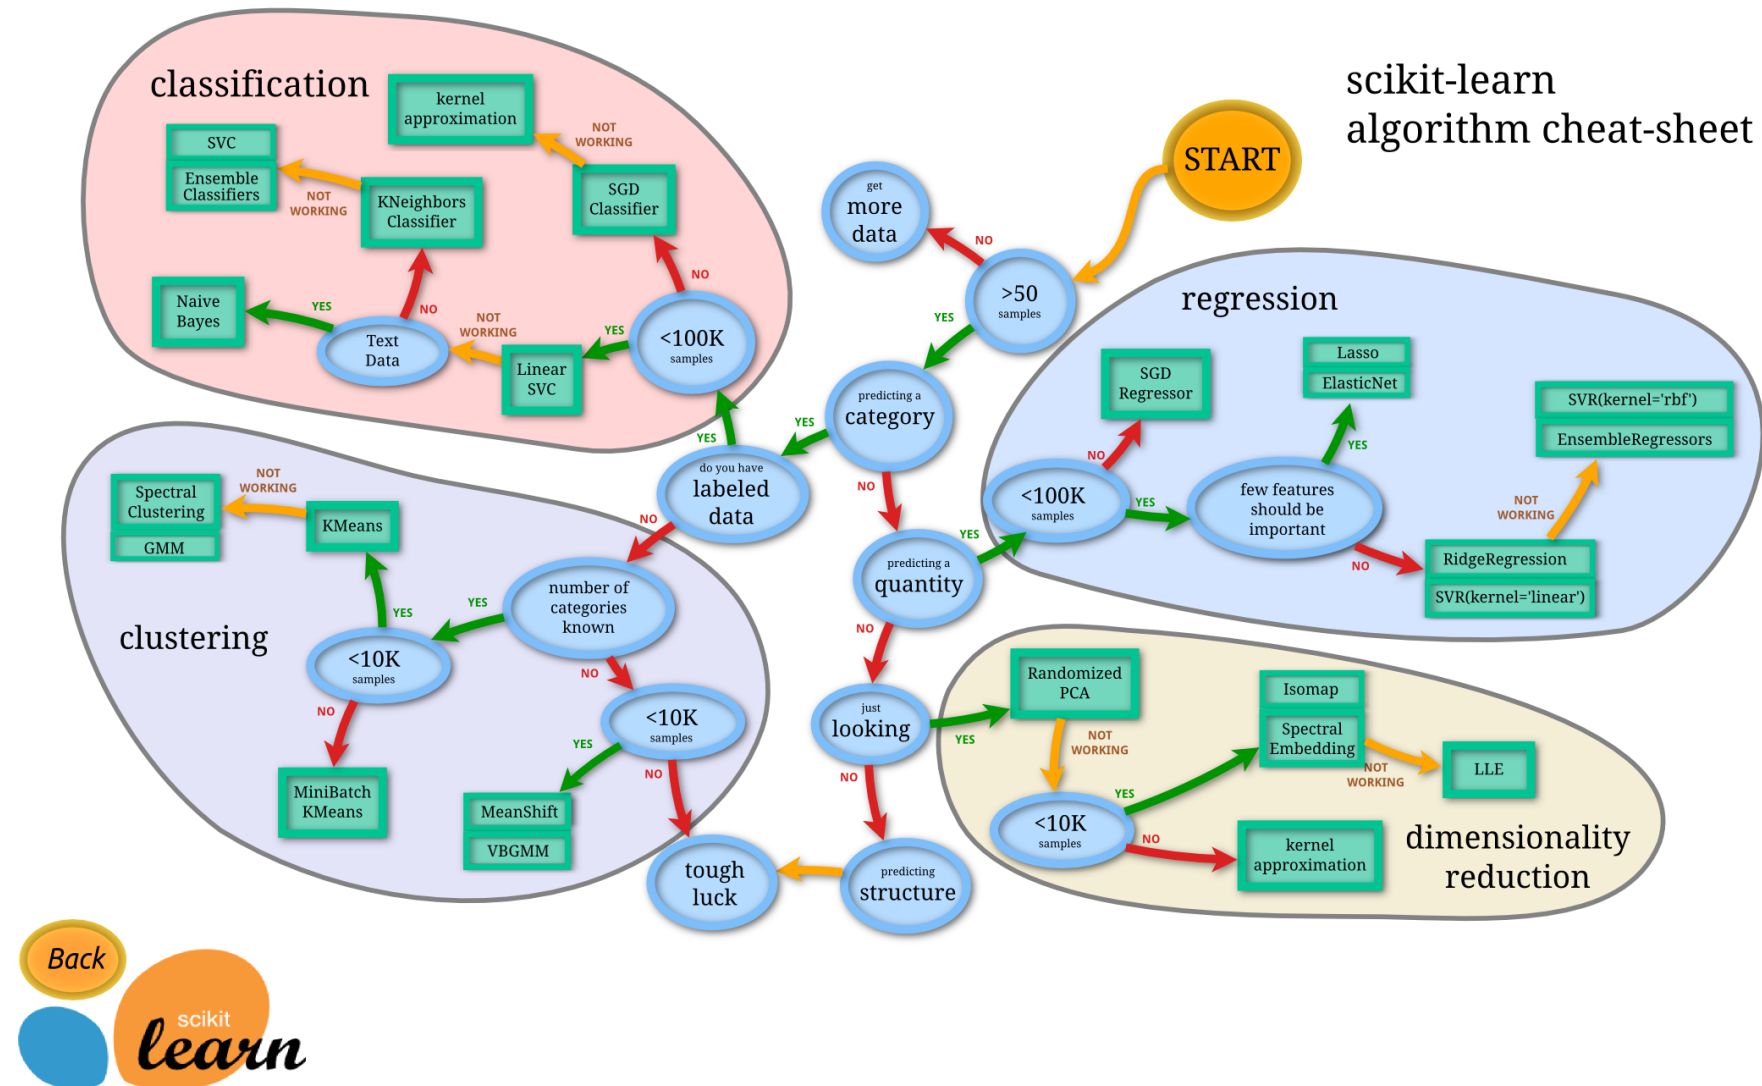 scikit-learn
algorithm cheat-sheet
START
classification
kernel
approximation
NOT
WORKING
SVC
Ensemble
Classifiers
NOT
WORKING
KNeighbors
Classifier
SGD
Classifier
NO
Naive
Bayes
YES
Text
Data
NO
NOT
WORKING
Linear
SVC
YES
<100K
samples
get
more
data
NO
>50
samples
YES
predicting a
category
YES
NO
do you have
labeled
data
YES
NO
predicting a
quantity
YES
NO
just
looking
YES
NO
predicting
structure
tough
luck
regression
SGD
Regressor
NO
<100K
samples
YES
few features
should be
important
YES
Lasso
ElasticNet
NO
RidgeRegression
SVR(kernel='linear')
NOT
WORKING
SVR(kernel='rbf')
EnsembleRegressors
clustering
Spectral
Clustering
GMM
NOT
WORKING
KMeans
YES
<10K
samples
NO
MiniBatch
KMeans
YES
number of
categories
known
NO
<10K
samples
YES
MeanShift
VBGMM
NO
dimensionality
reduction
Randomized
PCA
NOT
WORKING
<10K
samples
YES
Isomap
Spectral
Embedding
NOT
WORKING
LLE
NO
kernel
approximation
Back
scikit
learn